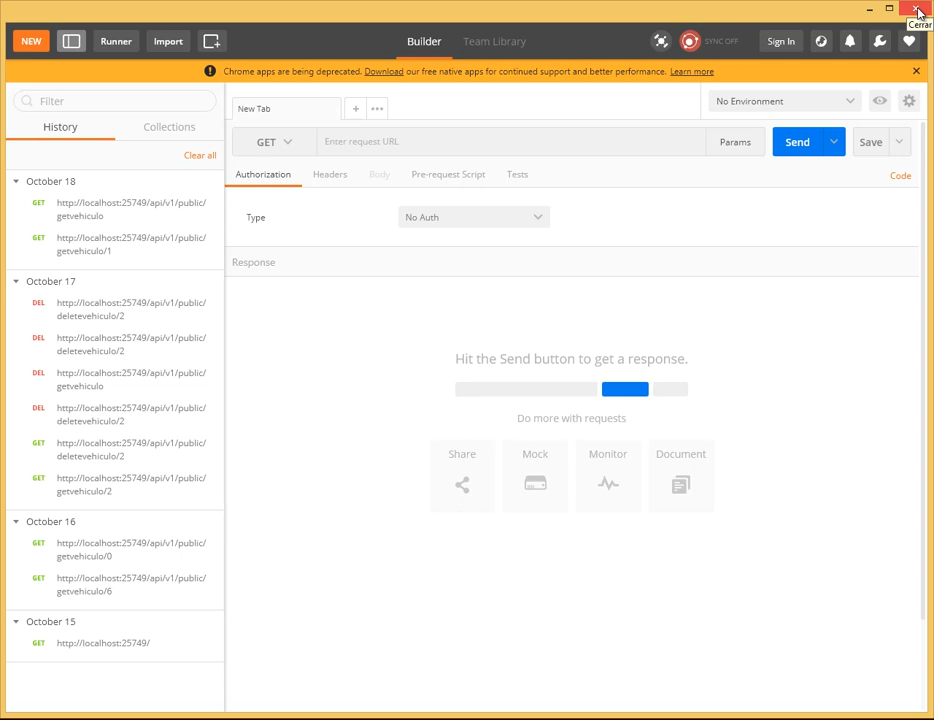 Cerrar
NEW
Runner
Import
Builder
Team Library
SYNC OFF
Sign In
Chrome apps are being deprecated. Download our free native apps for continued support and better performance. Learn more
Filter
History
Collections
Clear all
October 18
GET http://localhost:25749/api/v1/public/
getvehiculo
GET http://localhost:25749/api/v1/public/
getvehiculo/1
October 17
DEL http://localhost:25749/api/v1/public/
deletevehiculo/2
DEL http://localhost:25749/api/v1/public/
deletevehiculo/2
DEL http://localhost:25749/api/v1/public/
getvehiculo
DEL http://localhost:25749/api/v1/public/
deletevehiculo/2
GET http://localhost:25749/api/v1/public/
deletevehiculo/2
GET http://localhost:25749/api/v1/public/
getvehiculo/2
October 16
GET http://localhost:25749/api/v1/public/
getvehiculo/0
GET http://localhost:25749/api/v1/public/
getvehiculo/6
October 15
GET http://localhost:25749/
New Tab
No Environment
GET
Enter request URL
Params
Send
Save
Authorization
Headers
Body
Pre-request Script
Tests
Code
Type
No Auth
Response
Hit the Send button to get a response.
Do more with requests
Share
Mock
Monitor
Document